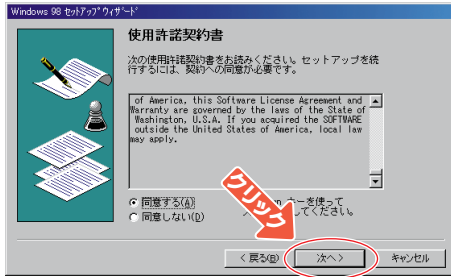 Windows 98 セットアップ ウィザード
使用許諾契約書
次の使用許諾契約書をお読みください。セットアップを続
行するには、契約への同意が必要です。
of America, this Software License Agreement and
Warranty are governed by the laws of the State of
Washington, U.S.A. If you acquired the SOFTWARE
outside the United States of America, local law
may apply.
同意する(A)
キーを使って
同意しない(D)
してください。
クリック
< 戻る(B)
次へ >
キャンセル